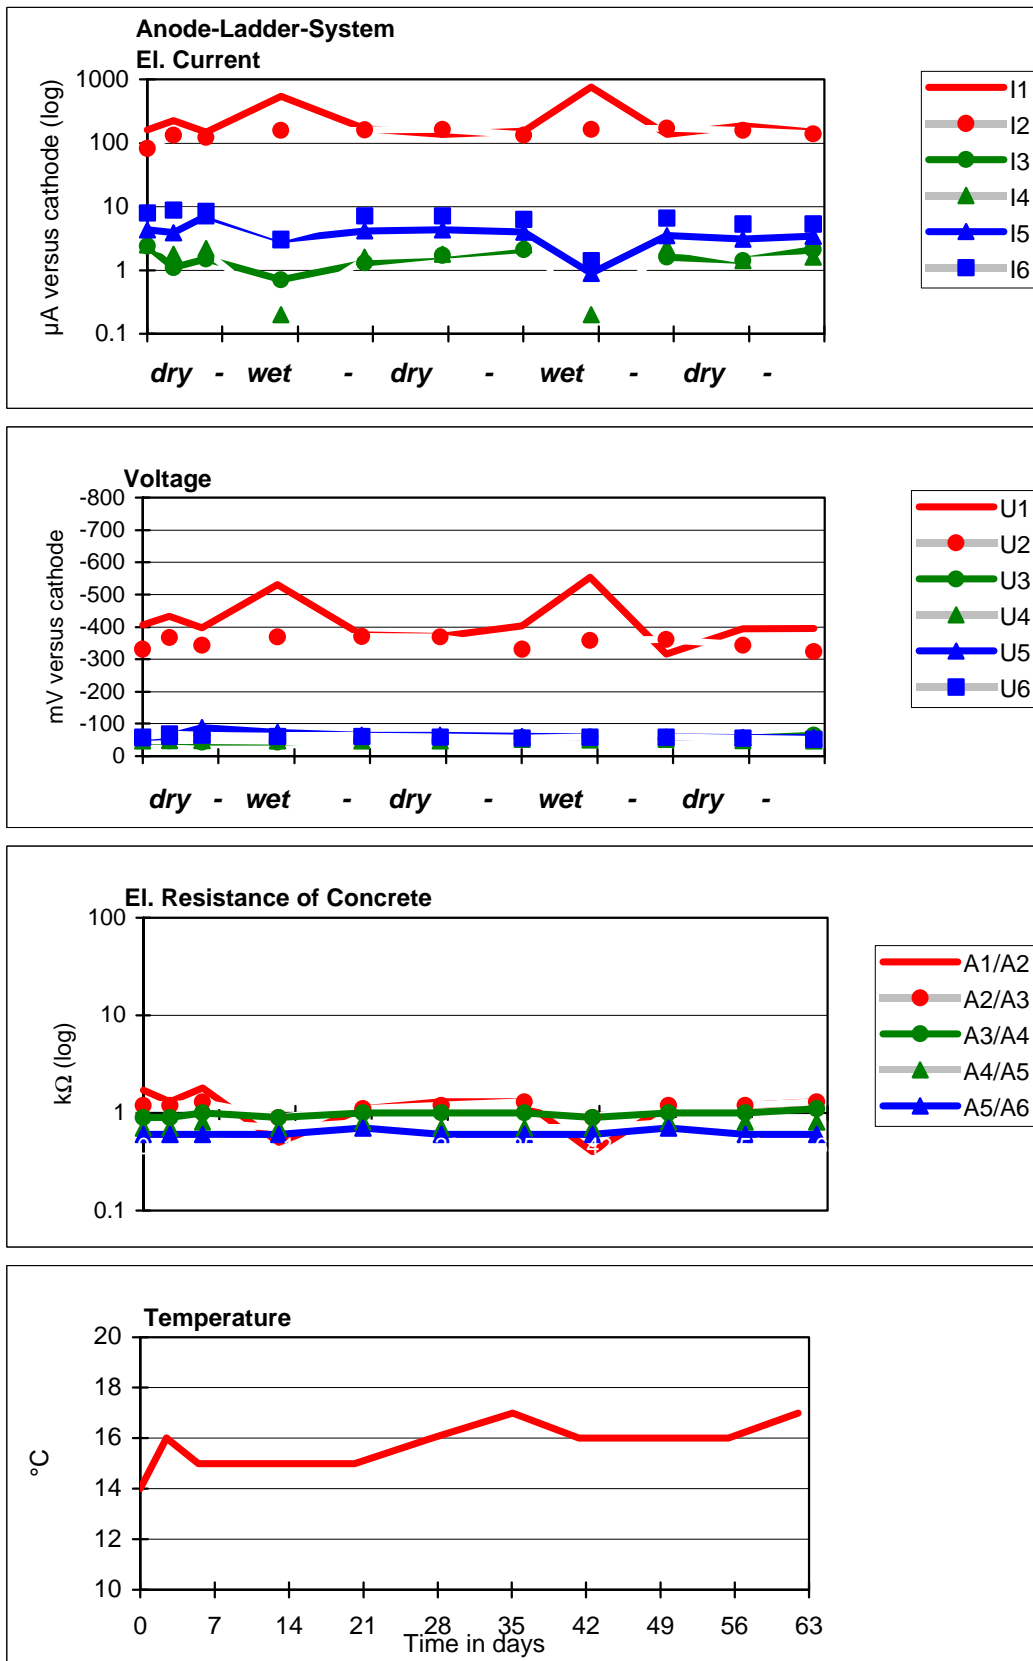 Anode-Ladder-System
El. Current
µA versus cathode (log)
1000
100
10
1
0.1
dry - wet - dry - wet - dry -
I1
I2
I3
I4
I5
I6
Voltage
mV versus cathode
-800
-700
-600
-500
-400
-300
-200
-100
0
dry - wet - dry - wet - dry -
U1
U2
U3
U4
U5
U6
El. Resistance of Concrete
kΩ (log)
100
10
1
0.1
A1/A2
A2/A3
A3/A4
A4/A5
A5/A6
Temperature
°C
20
18
16
14
12
10
0 7 14 21 28 35 42 49 56 63
Time in days